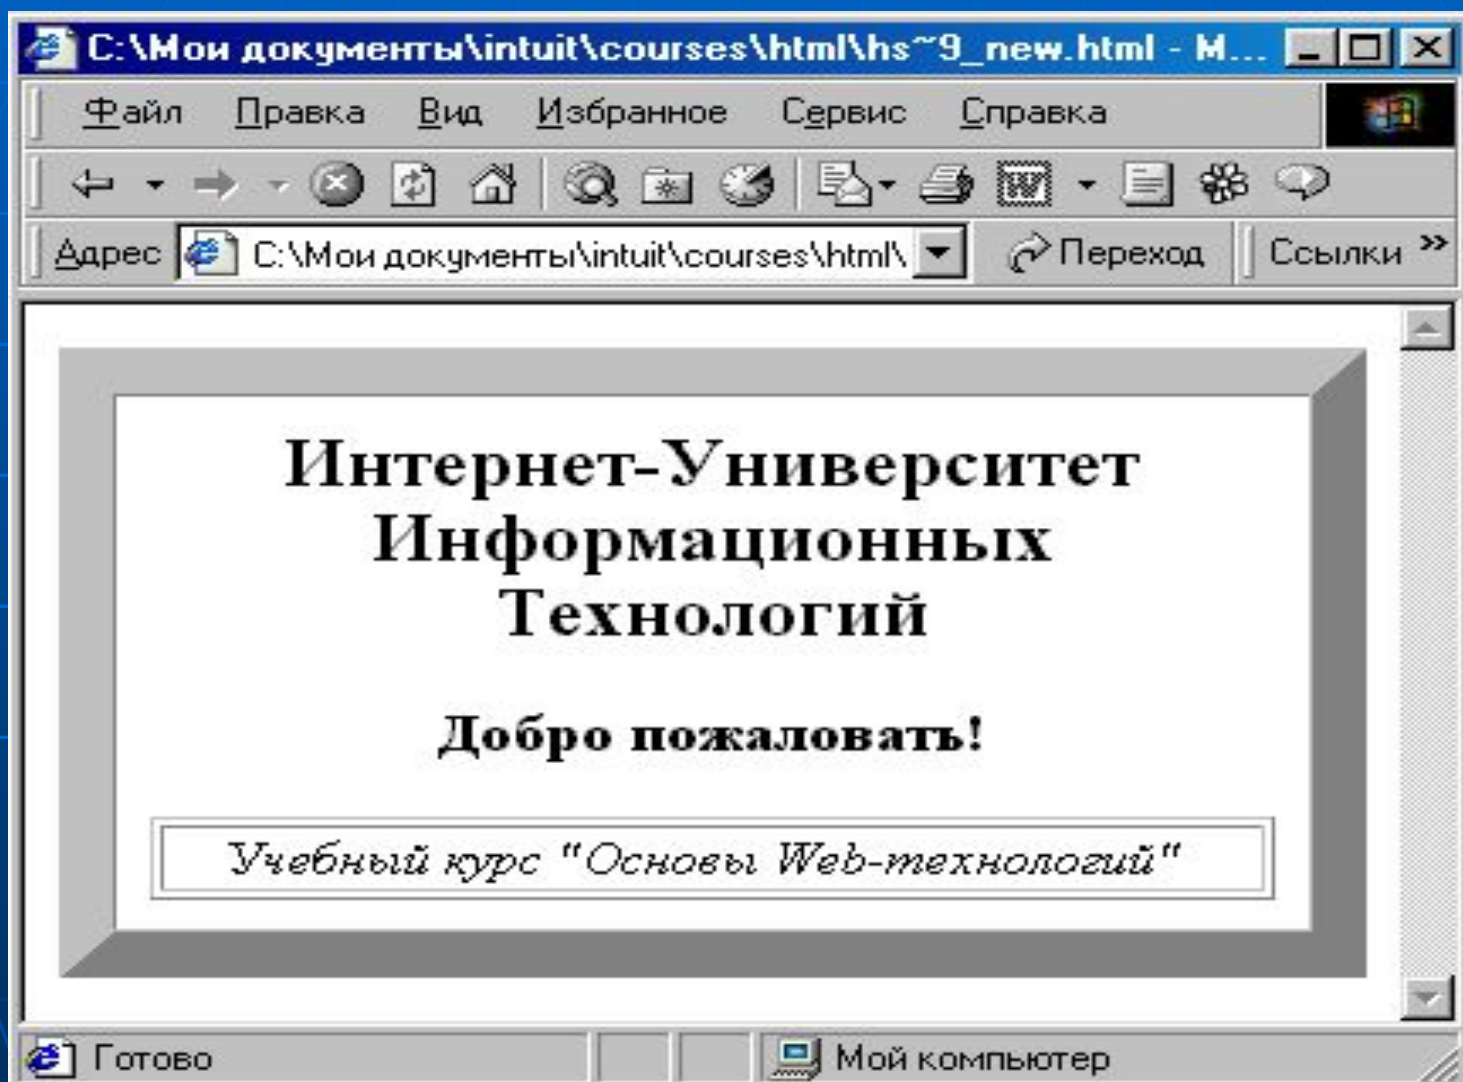 C:\Мои документы\intuit\courses\html\hs~9_new.html - M...
Файл Правка Вид Избранное Сервис Справка
Адрес C:\Мои документы\intuit\courses\html\ Переход Ссылки »
Интернет-Университет
Информационных
Технологий
Добро пожаловать!
Учебный курс "Основы Web-технологий"
Готово Мой компьютер